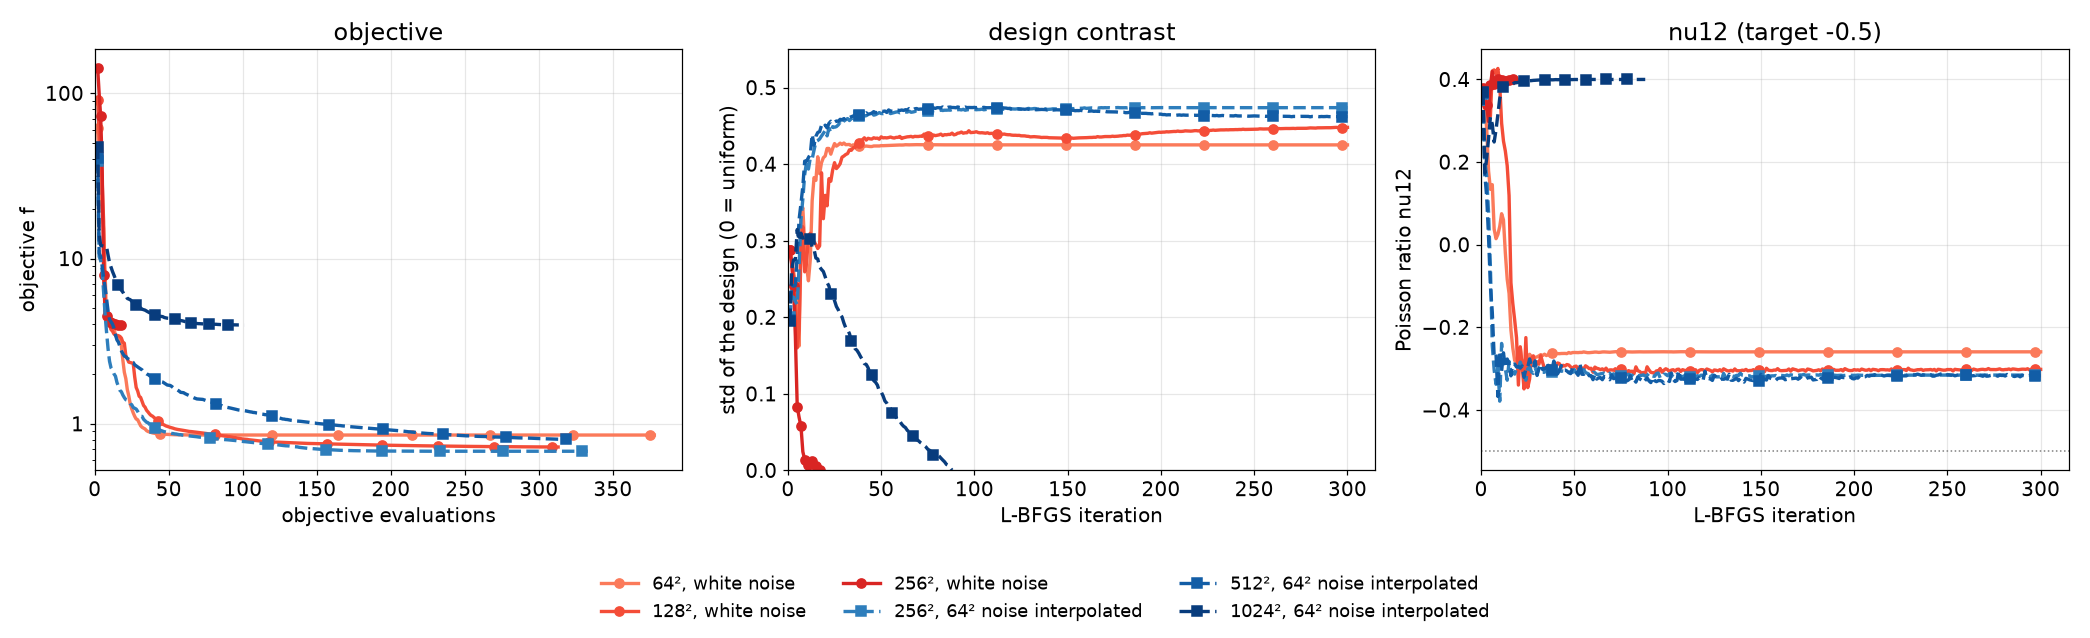 objective
design contrast
nu12 (target -0.5)
objective f
100
10
1
0
50
100
150
200
250
300
350
objective evaluations
std of the design (0 = uniform)
0.5
0.4
0.3
0.2
0.1
0.0
0
50
100
150
200
250
300
L-BFGS iteration
Poisson ratio nu12
0.4
0.2
0.0
−0.2
−0.4
0
50
100
150
200
250
300
L-BFGS iteration
64², white noise
128², white noise
256², white noise
256², 64² noise interpolated
512², 64² noise interpolated
1024², 64² noise interpolated